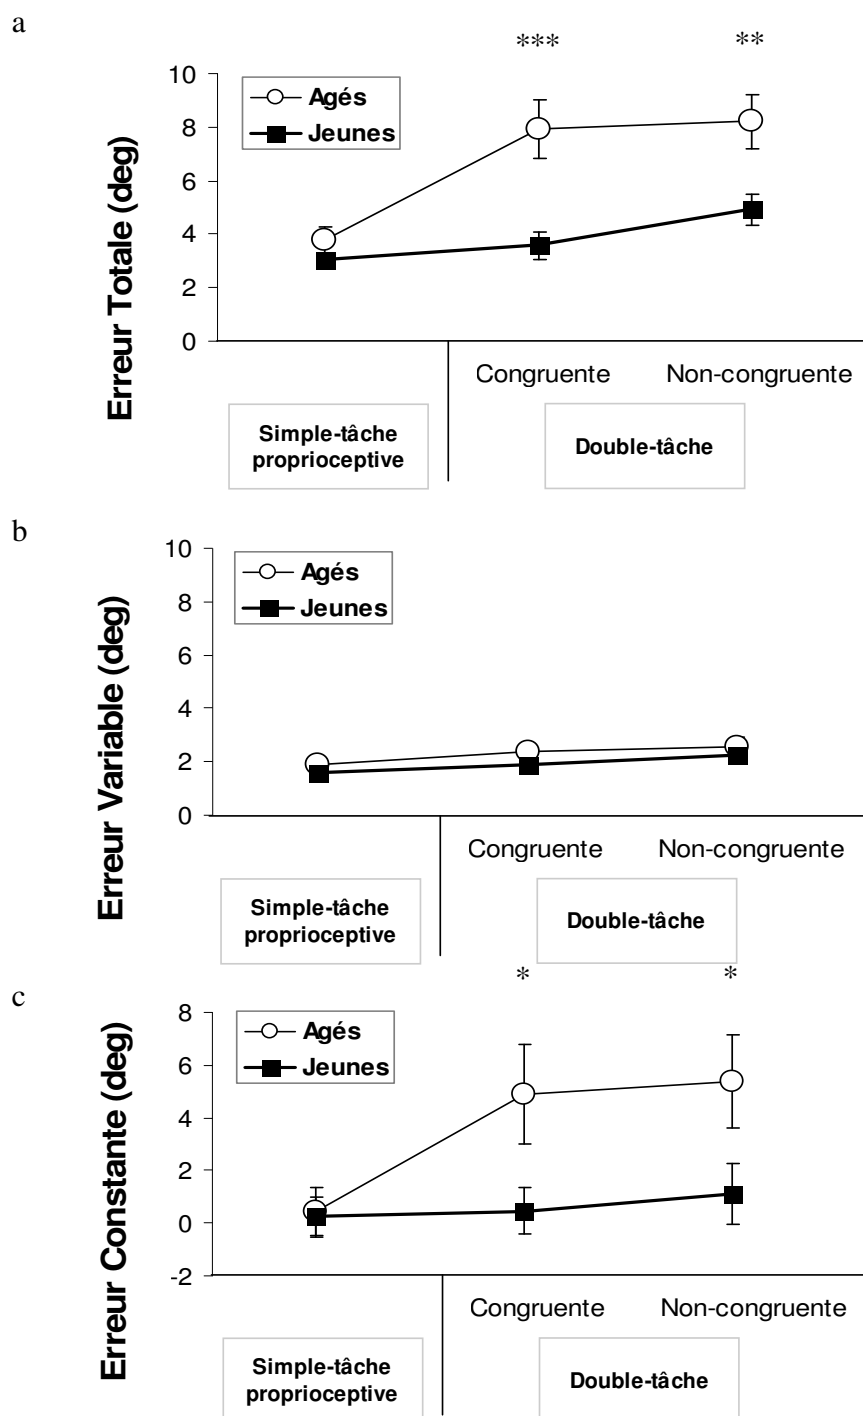 a
*** **
10
Agés
Jeunes
8
6
4
2
0
Erreur Totale (deg)
Congruente Non-congruente
Simple-tâche
proprioceptive
Double-tâche
b
10
Agés
Jeunes
8
6
4
2
0
Erreur Variable (deg)
Congruente Non-congruente
Simple-tâche
proprioceptive
Double-tâche
c
* *
8
Agés
Jeunes
6
4
2
0
-2
Erreur Constante (deg)
Congruente Non-congruente
Simple-tâche
proprioceptive
Double-tâche